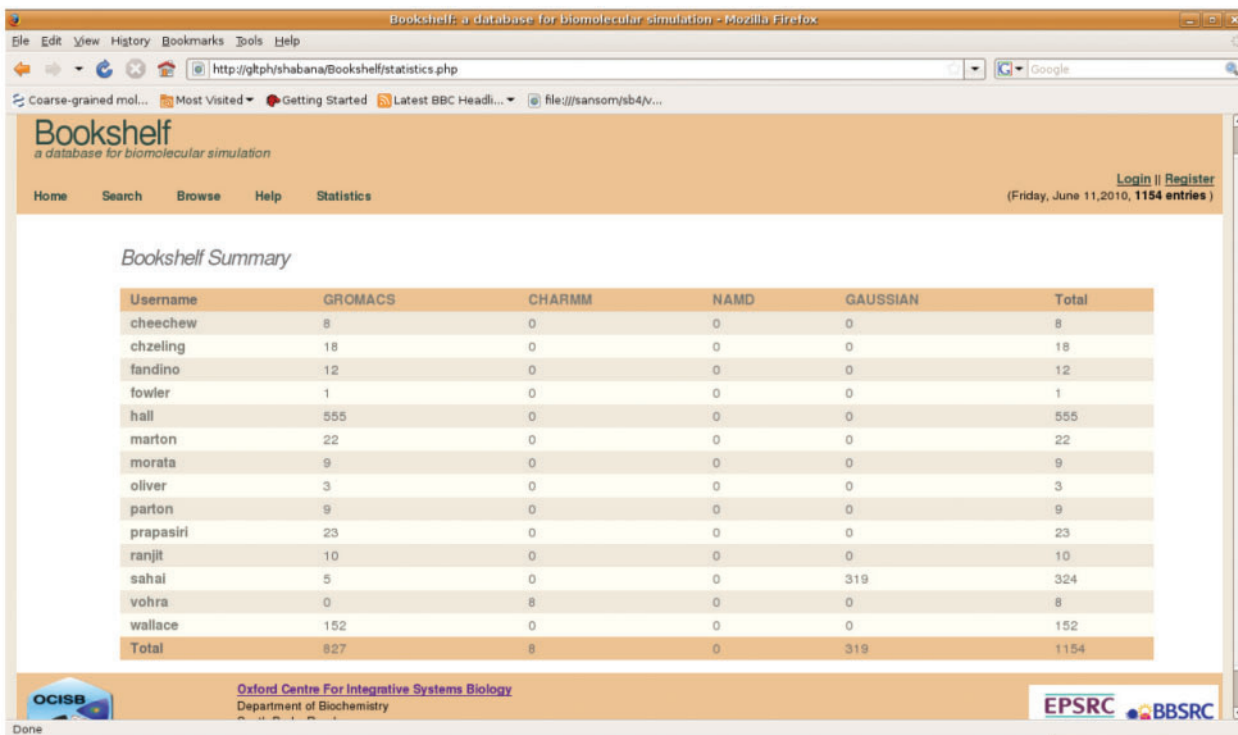 Bookshelf: a database for biomolecular simulation - Mozilla Firefox
File Edit View History Bookmarks Tools Help
http://gltph/shabana/Bookshelf/statistics.php
Google
Coarse-grained mol... Most Visited Getting Started Latest BBC Headli... file:///sansom/sb4/v...
Bookshelf
a database for biomolecular simulation
Login || Register
Home Search Browse Help Statistics
(Friday, June 11,2010, 1154 entries )
Bookshelf Summary
Username GROMACS CHARMM NAMD GAUSSIAN Total
cheechew 8 0 0 0 8
chzeling 18 0 0 0 18
fandino 12 0 0 0 12
fowler 1 0 0 0 1
hall 555 0 0 0 555
marton 22 0 0 0 22
morata 9 0 0 0 9
oliver 3 0 0 0 3
parton 9 0 0 0 9
prapasiri 23 0 0 0 23
ranjit 10 0 0 0 10
sahai 5 0 0 319 324
vohra 0 8 0 0 8
wallace 152 0 0 0 152
Total 827 8 0 319 1154
OCISB
Oxford Centre For Integrative Systems Biology
Department of Biochemistry
EPSRC BBSRC
Done